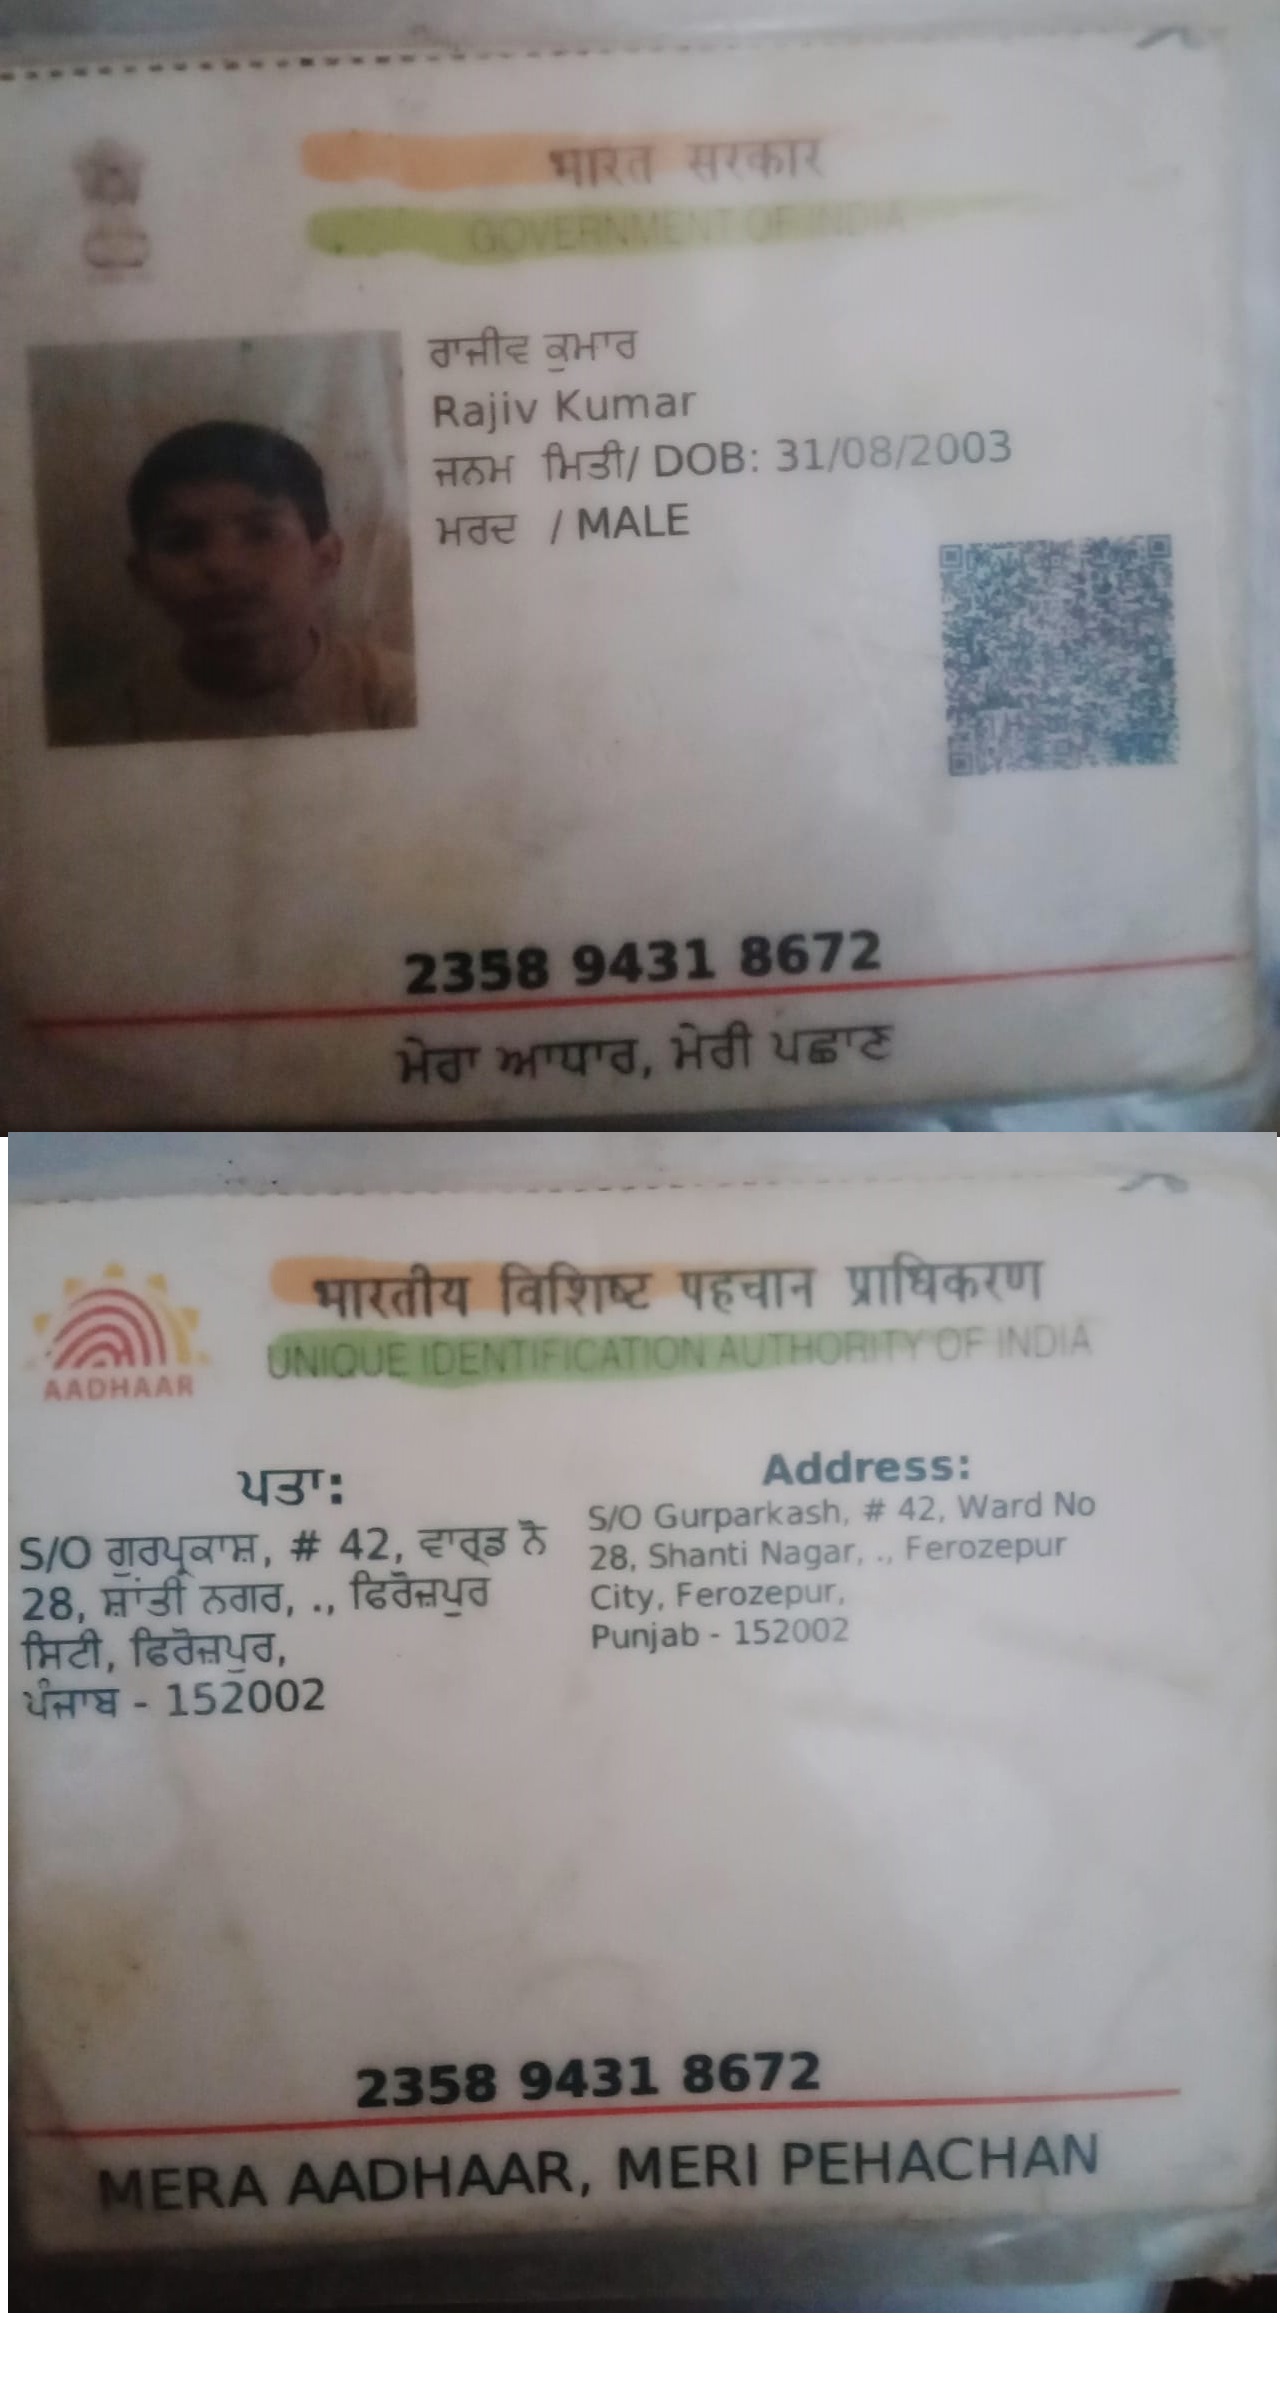 भारत सरकार
GOVERNMENT OF INDIA
ਰਾਜੀਵ ਕੁਮਾਰ
Rajiv Kumar
ਜਨਮ ਮਿਤੀ/ DOB: 31/08/2003
ਮਰਦ / MALE
2358 9431 8672
ਮੇਰਾ ਆਧਾਰ, ਮੇਰੀ ਪਛਾਣ
भारतीय विशिष्ट पहचान प्राधिकरण
UNIQUE IDENTIFICATION AUTHORITY OF INDIA
AADHAAR
ਪਤਾ:
S/O ਗੁਰਪ੍ਰਕਾਸ਼, # 42, ਵਾਰ੍ਡ ਨੋ
28, ਸ਼ਾਂਤੀ ਨਗਰ, ., ਫਿਰੋਜ਼ਪੁਰ
ਸਿਟੀ, ਫਿਰੋਜ਼ਪੁਰ,
ਪੰਜਾਬ - 152002
Address:
S/O Gurparkash, # 42, Ward No
28, Shanti Nagar, ., Ferozepur
City, Ferozepur,
Punjab - 152002
2358 9431 8672
MERA AADHAAR, MERI PEHACHAN